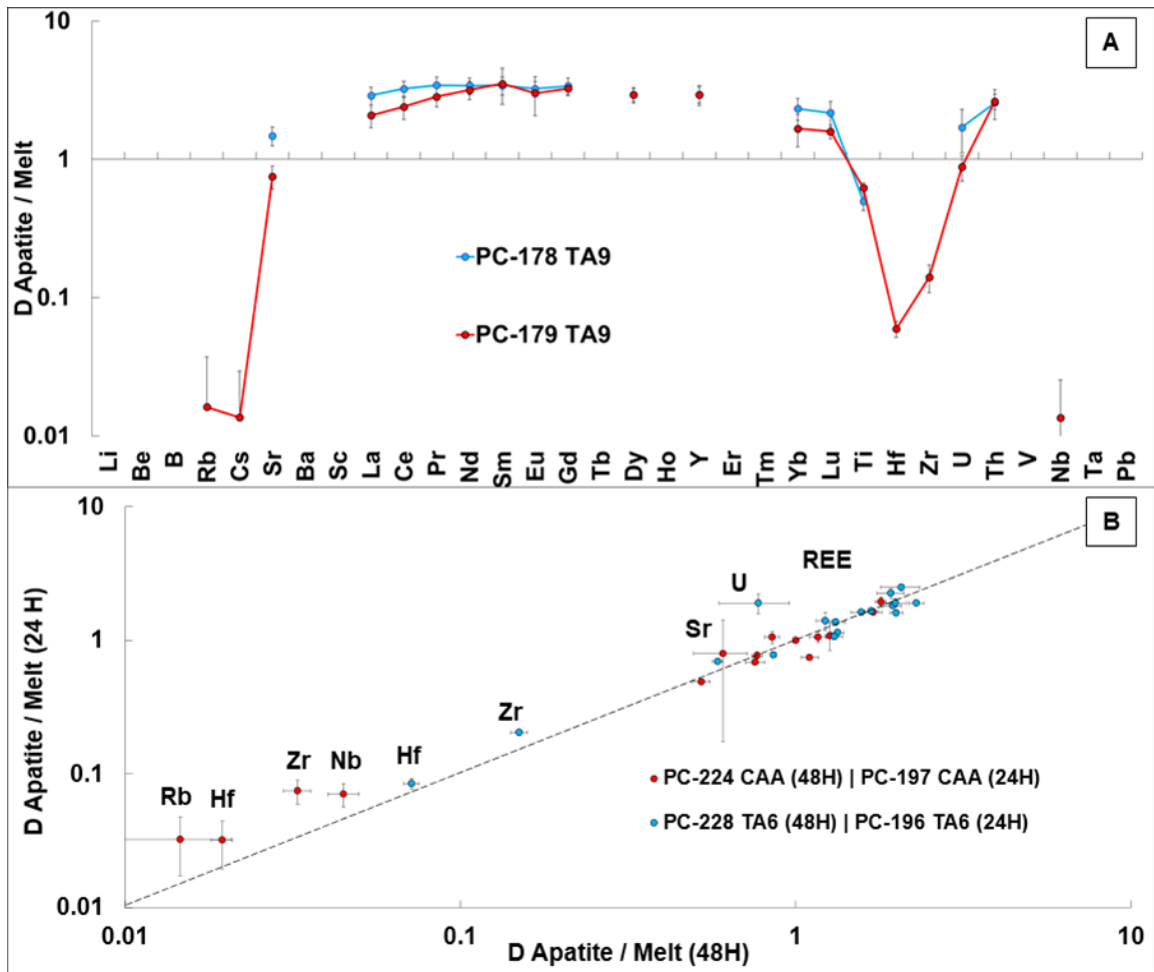 10
A
D Apatite / Melt
1
PC-178 TA9
0.1
PC-179 TA9
0.01
Li Be B Rb Cs Sr Ba Sc La Ce Pr Nd Sm Eu Gd Tb Dy Ho Y Er Tm Yb Lu Ti Hf Zr U Th V Nb Ta Pb
10
B
REE
U
D Apatite / Melt (24 H)
1
Sr
Zr
Zr Nb Hf
PC-224 CAA (48H) | PC-197 CAA (24H)
0.1
Rb Hf
PC-228 TA6 (48H) | PC-196 TA6 (24H)
0.01
0.01 0.1 1 10
D Apatite / Melt (48H)